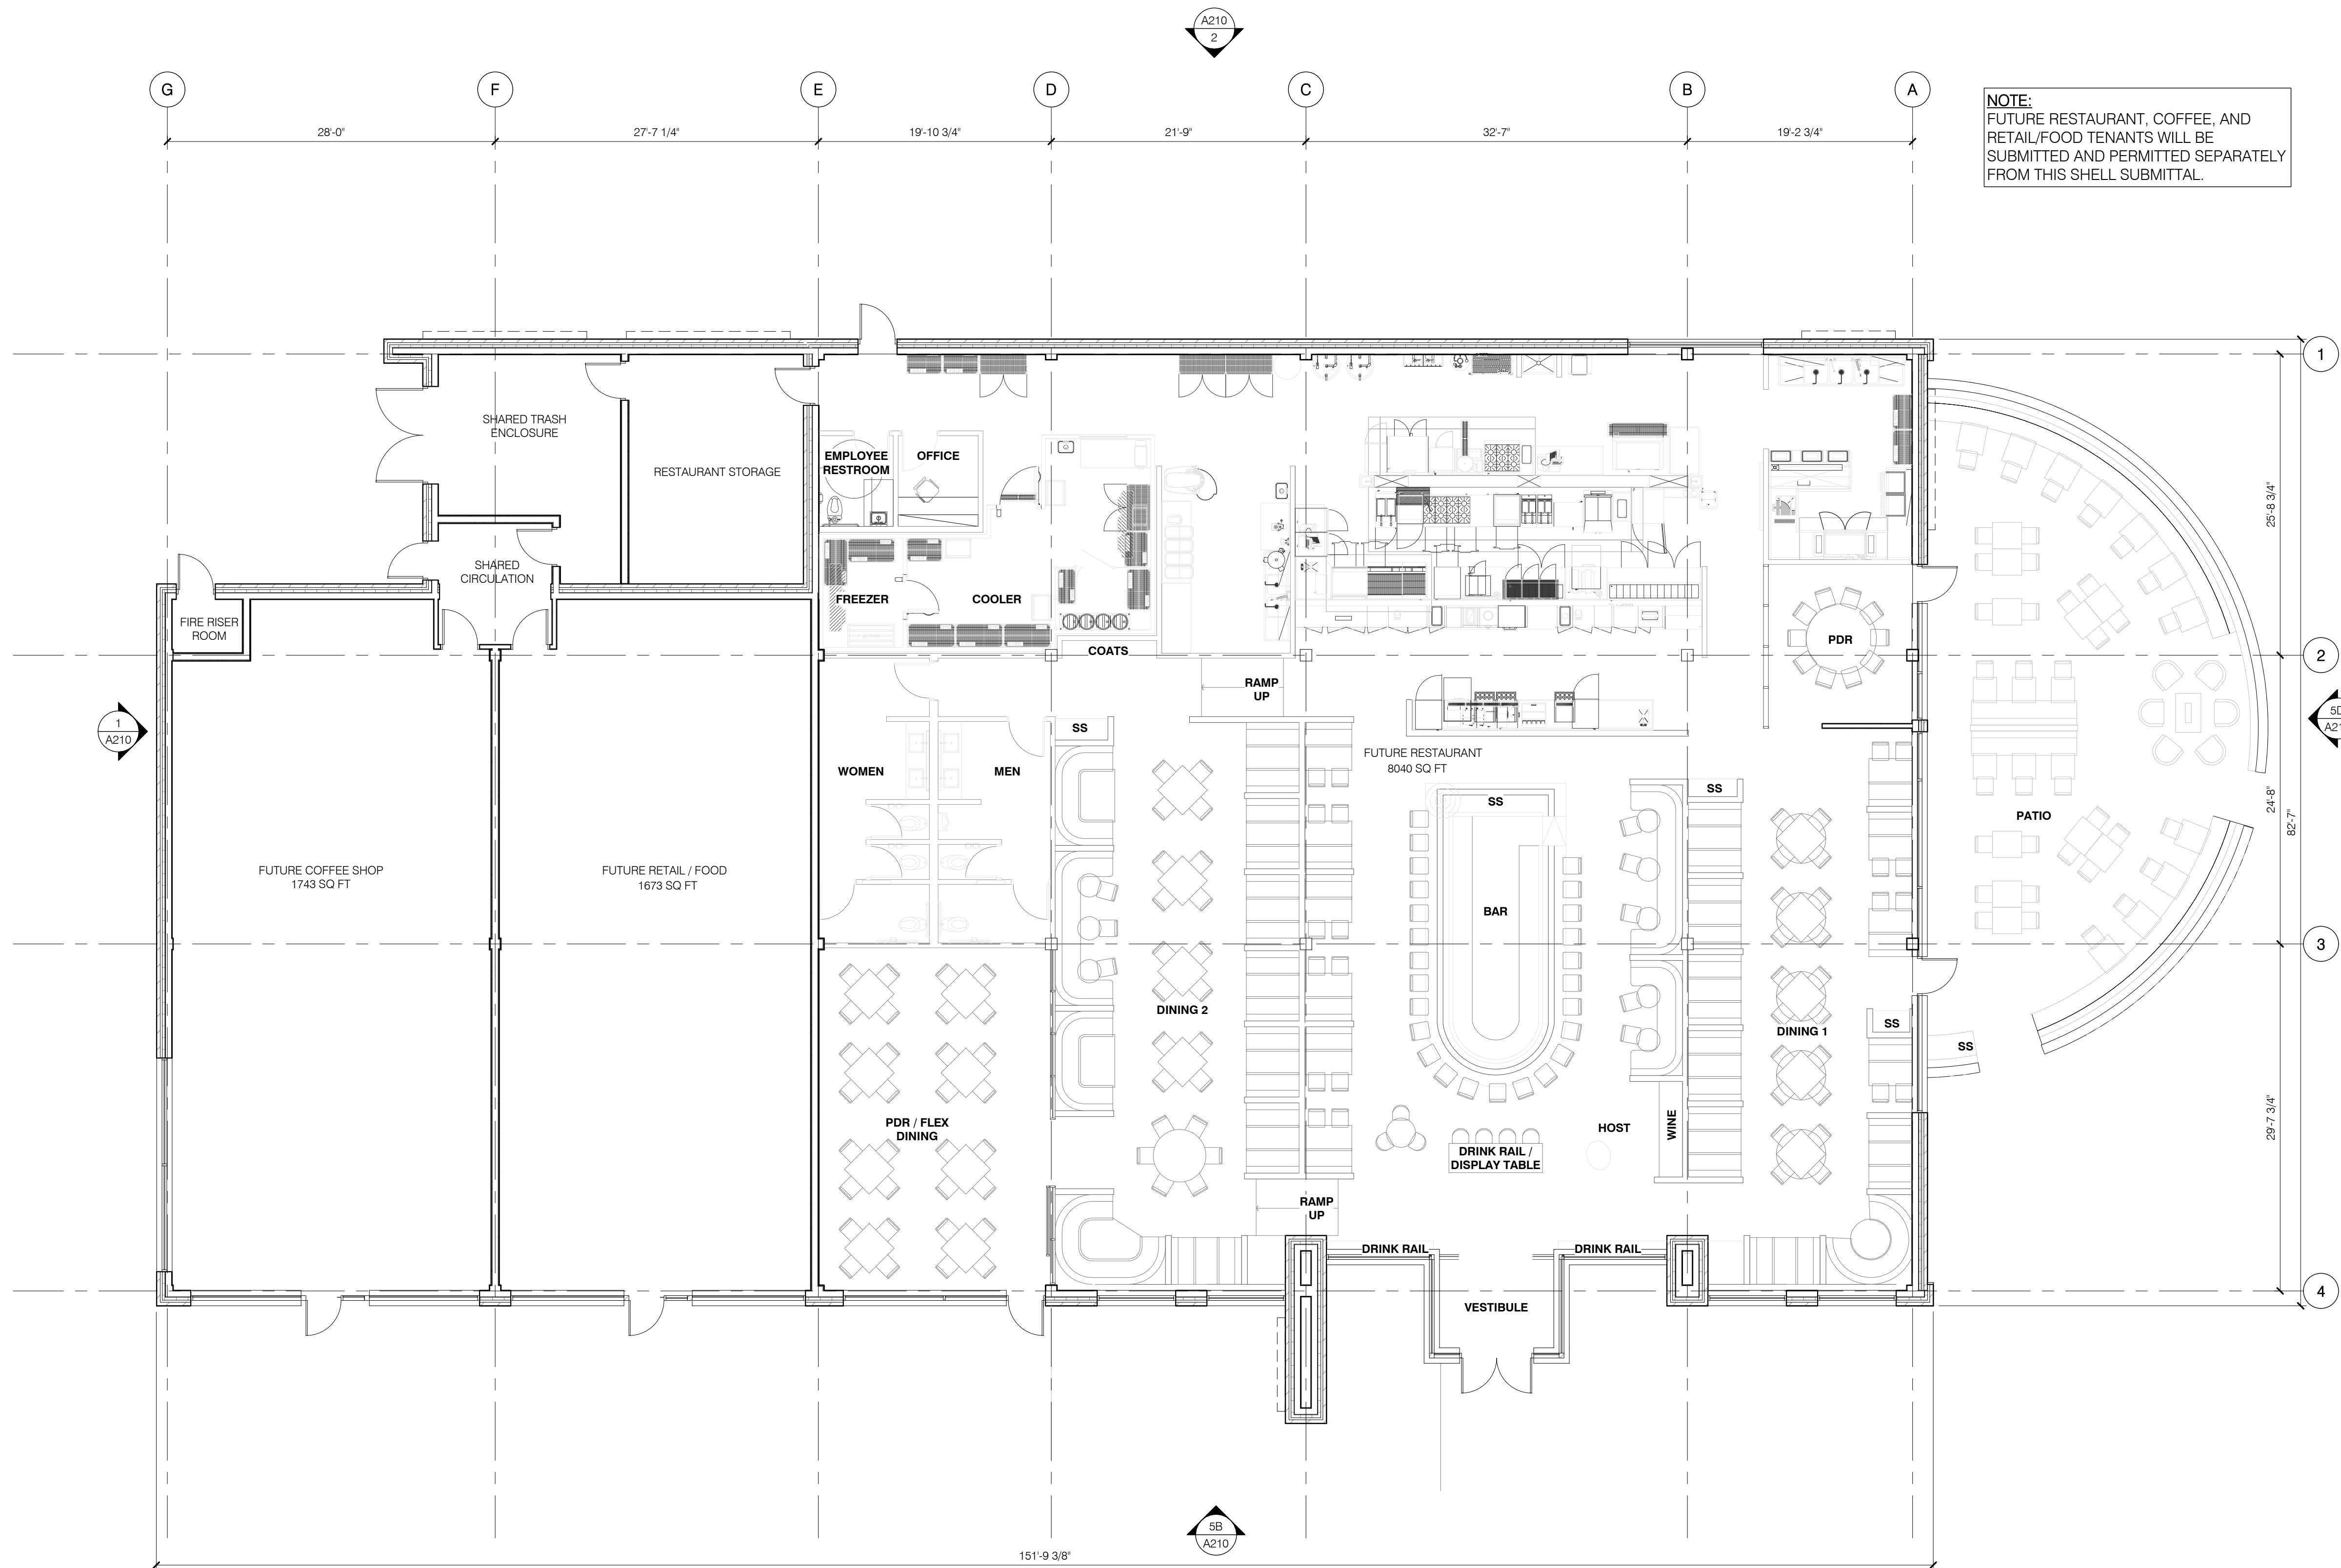 A210
2
G
F
E
D
C
B
A
28'-0"
27'-7 1/4"
19'-10 3/4"
21'-9"
32'-7"
19'-2 3/4"
NOTE:
FUTURE RESTAURANT, COFFEE, AND
RETAIL/FOOD TENANTS WILL BE
SUBMITTED AND PERMITTED SEPARATELY
FROM THIS SHELL SUBMITTAL.
1
SHARED TRASH
ENCLOSURE
RESTAURANT STORAGE
EMPLOYEE
RESTROOM
OFFICE
25'-8 3/4"
SHARED
CIRCULATION
FREEZER
COOLER
FIRE RISER
ROOM
PDR
COATS
2
RAMP
UP
1
A210
SS
5D
A21
FUTURE RESTAURANT
8040 SQ FT
WOMEN
MEN
SS
SS
24'-8"
82'-7"
PATIO
FUTURE COFFEE SHOP
1743 SQ FT
FUTURE RETAIL / FOOD
1673 SQ FT
BAR
3
DINING 2
DINING 1
SS
SS
PDR / FLEX
DINING
WINE
HOST
29'-7 3/4"
DRINK RAIL /
DISPLAY TABLE
RAMP
UP
DRINK RAIL
DRINK RAIL
VESTIBULE
4
5B
A210
151'-9 3/8"